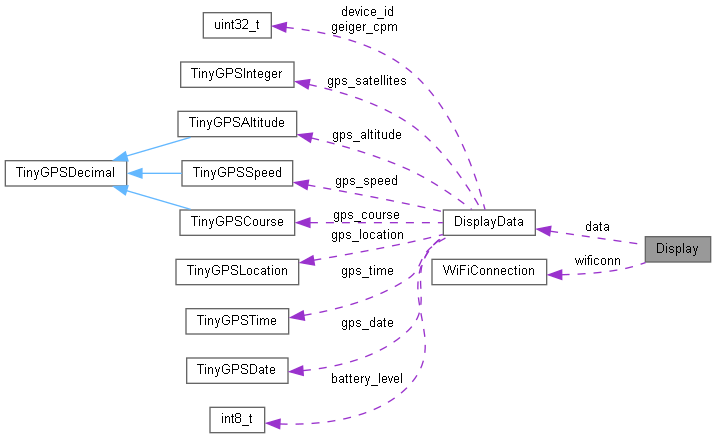 device_id
geiger_cpm
uint32_t
TinyGPSInteger
gps_satellites
TinyGPSAltitude
gps_altitude
TinyGPSDecimal
TinyGPSSpeed
gps_speed
TinyGPSCourse
gps_course
DisplayData
data
Display
gps_location
TinyGPSLocation
gps_time
WiFiConnection
wificonn
TinyGPSTime
gps_date
TinyGPSDate
battery_level
int8_t